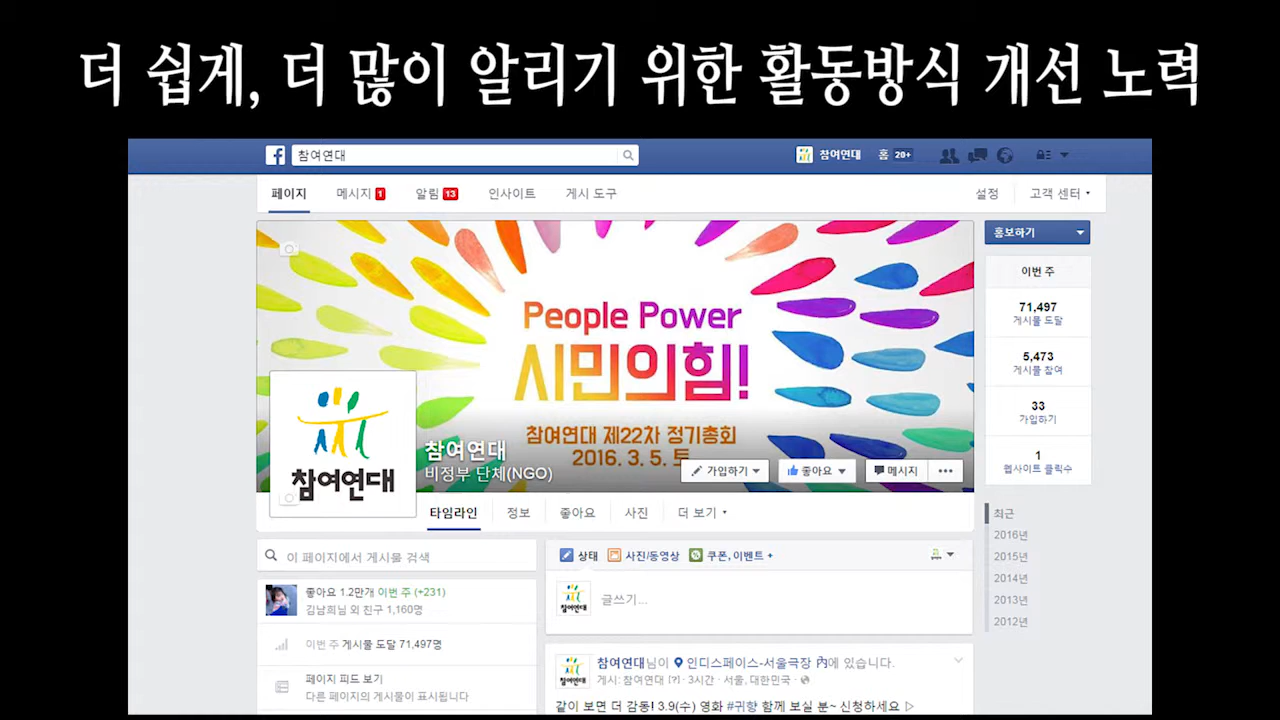 더 쉽게, 더 많이 알리기 위한 활동방식 개선 노력
f 참여연대 참여연대 홈 20+
페이지 메시지 1 알림 13 인사이트 게시 도구 설정 고객 센터
People Power
시민의힘!
참여연대 제22차 정기총회
2016. 3. 5. 토
참여연대
참여연대
비정부 단체(NGO)
가입하기 좋아요 메시지 •••
홍보하기
이번 주
71,497
게시물 도달
5,473
게시물 참여
33
가입하기
1
웹사이트 클릭수
타임라인 정보 좋아요 사진 더 보기
최근
2016년
2015년
2014년
2013년
2012년
이 페이지에서 게시물 검색
좋아요 1.2만개 이번 주 (+231)
김남희님 외 친구 1,160명
이번 주 게시물 도달 71,497명
페이지 피드 보기
다른 페이지의 게시물이 표시됩니다
상태 사진/동영상 쿠폰, 이벤트 +
참여연대
글쓰기...
참여연대
참여연대님이 인디스페이스-서울극장 內에 있습니다.
게시: 참여연대 [?] · 3시간 · 서울, 대한민국 ·
같이 보면 더 감동! 3.9(수) 영화 #귀향 함께 보실 분~ 신청하세요 ▷